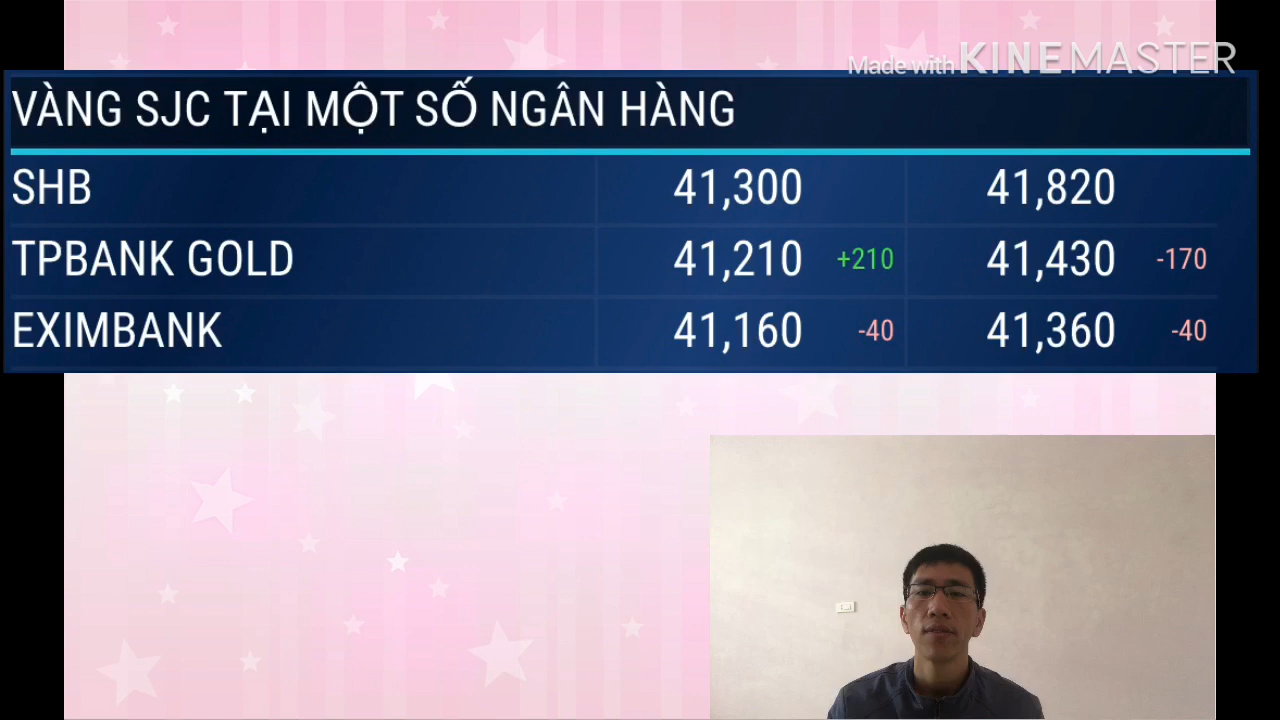 Made with KINEMASTER
VÀNG SJC TẠI MỘT SỐ NGÂN HÀNG
SHB 41,300 41,820
TPBANK GOLD 41,210 +210 41,430 -170
EXIMBANK 41,160 -40 41,360 -40